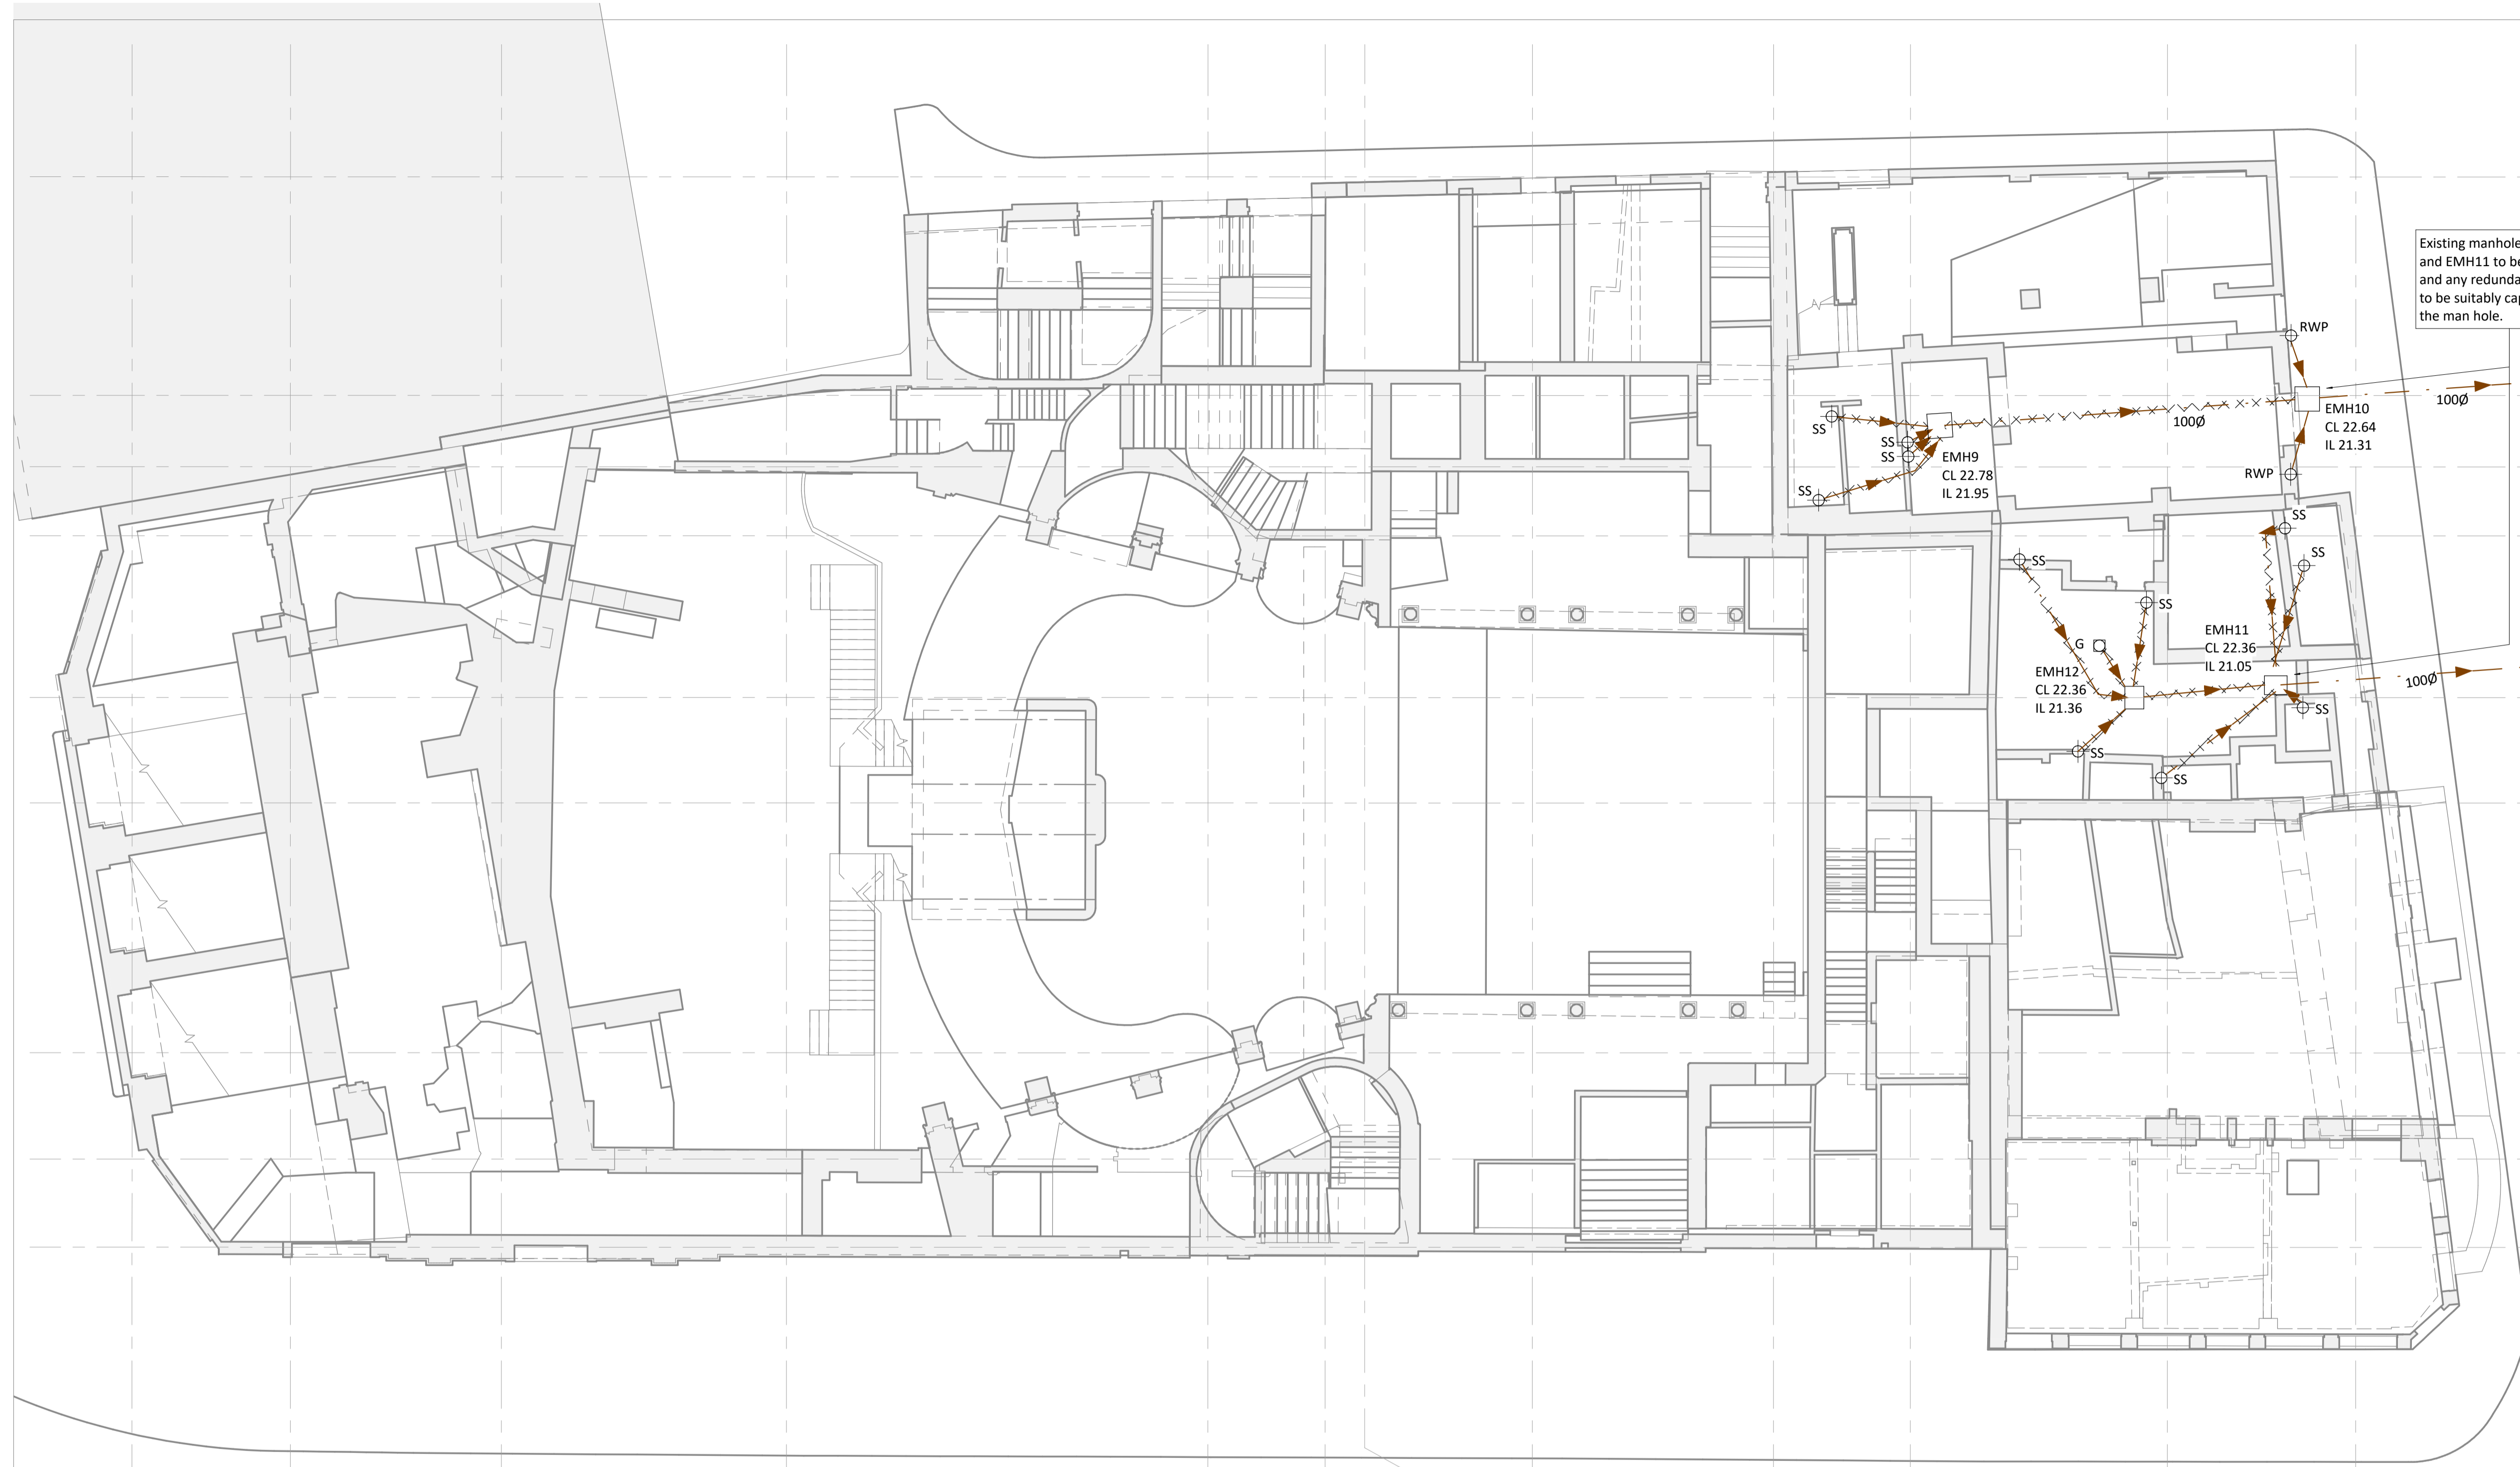 Existing manhole
and EMH11 to be
and any redunda
to be suitably ca
the man hole.
RWP
100Ø
EMH10
CL 22.64
IL 21.31
100Ø
SS
SS
SS
EMH9
CL 22.78
IL 21.95
SS
RWP
SS
SS
SS
SS
EMH11
CL 22.36
IL 21.05
G
EMH12
CL 22.36
IL 21.36
100Ø
SS
SS
SS